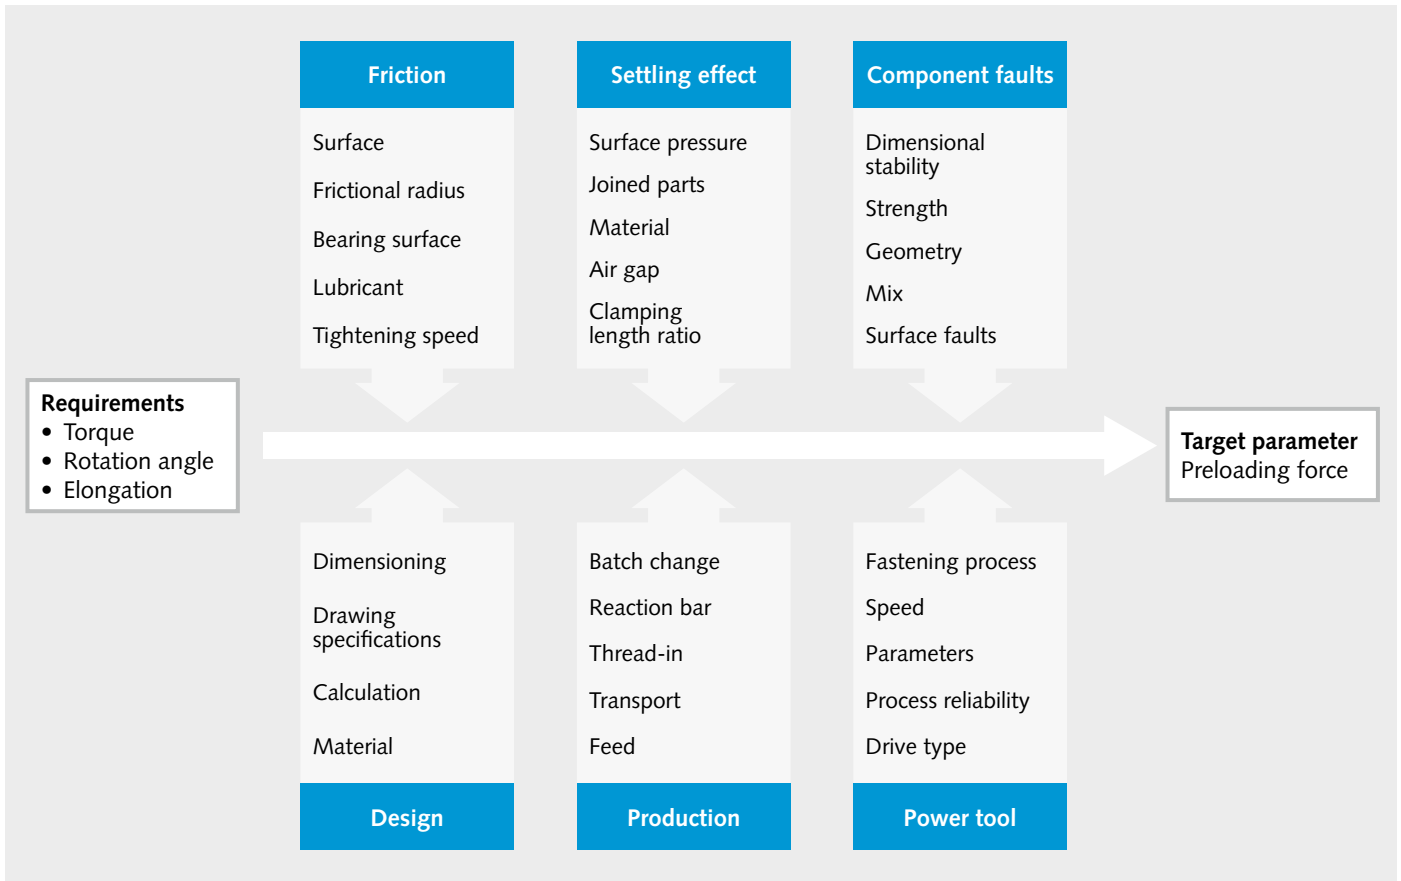 Friction
Surface
Frictional radius
Bearing surface
Lubricant
Tightening speed
Settling effect
Surface pressure
Joined parts
Material
Air gap
Clamping
length ratio
Component faults
Dimensional
stability
Strength
Geometry
Mix
Surface faults
Requirements
• Torque
• Rotation angle
• Elongation
Target parameter
Preloading force
Dimensioning
Drawing
specifications
Calculation
Material
Design
Batch change
Reaction bar
Thread-in
Transport
Feed
Production
Fastening process
Speed
Parameters
Process reliability
Drive type
Power tool